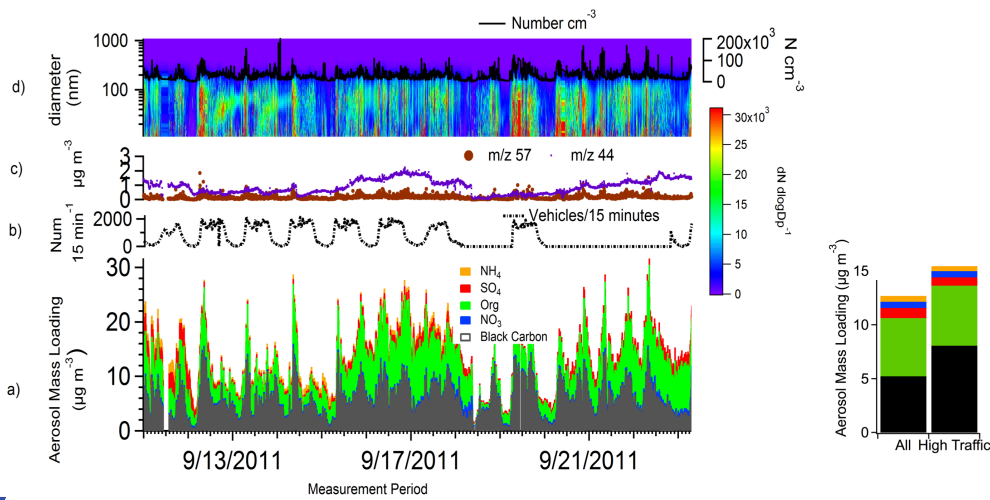 Number cm-3
d)
diameter
(nm)
1000
100
200x10³
100
0
N cm-3
c)
µg m-3
3
2
1
0
m/z 57
m/z 44
30x10³
25
20
15
10
5
0
dN dlogDp-1
b)
Num
15 min-1
2000
0
Vehicles/15 minutes
a)
Aerosol Mass Loading
(µg m-3)
30
20
10
0
NH4
SO4
Org
NO3
Black Carbon
9/13/2011
9/17/2011
9/21/2011
Measurement Period
Aerosol Mass Loading (µg m-3)
15
10
5
0
All High Traffic